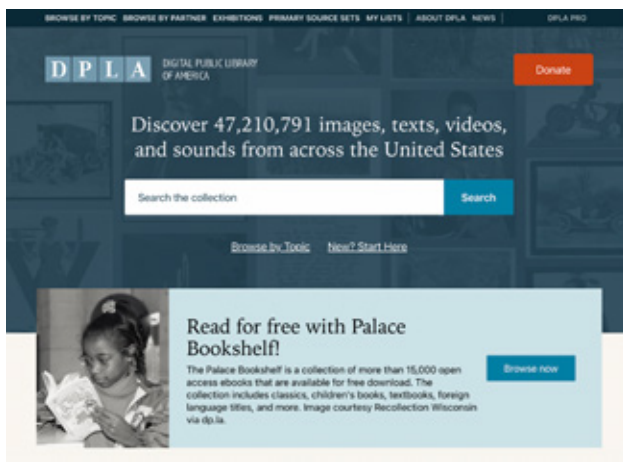 BROWSE BY TOPIC BROWSE BY PARTNER EXHIBITIONS PRIMARY SOURCE SETS MY LISTS ABOUT DPLA NEWS DPLA PRO
DPLA DIGITAL PUBLIC LIBRARY
OF AMERICA
Donate
Discover 47,210,791 images, texts, videos,
and sounds from across the United States
Search the collection Search
Browse by Topic New? Start Here
Read for free with Palace
Bookshelf!
The Palace Bookshelf is a collection of more than 15,000 open
access ebooks that are available for free download. The
collection includes classics, children's books, textbooks, foreign
language titles, and more. Image courtesy Recollection Wisconsin
via dp.la.
Browse now